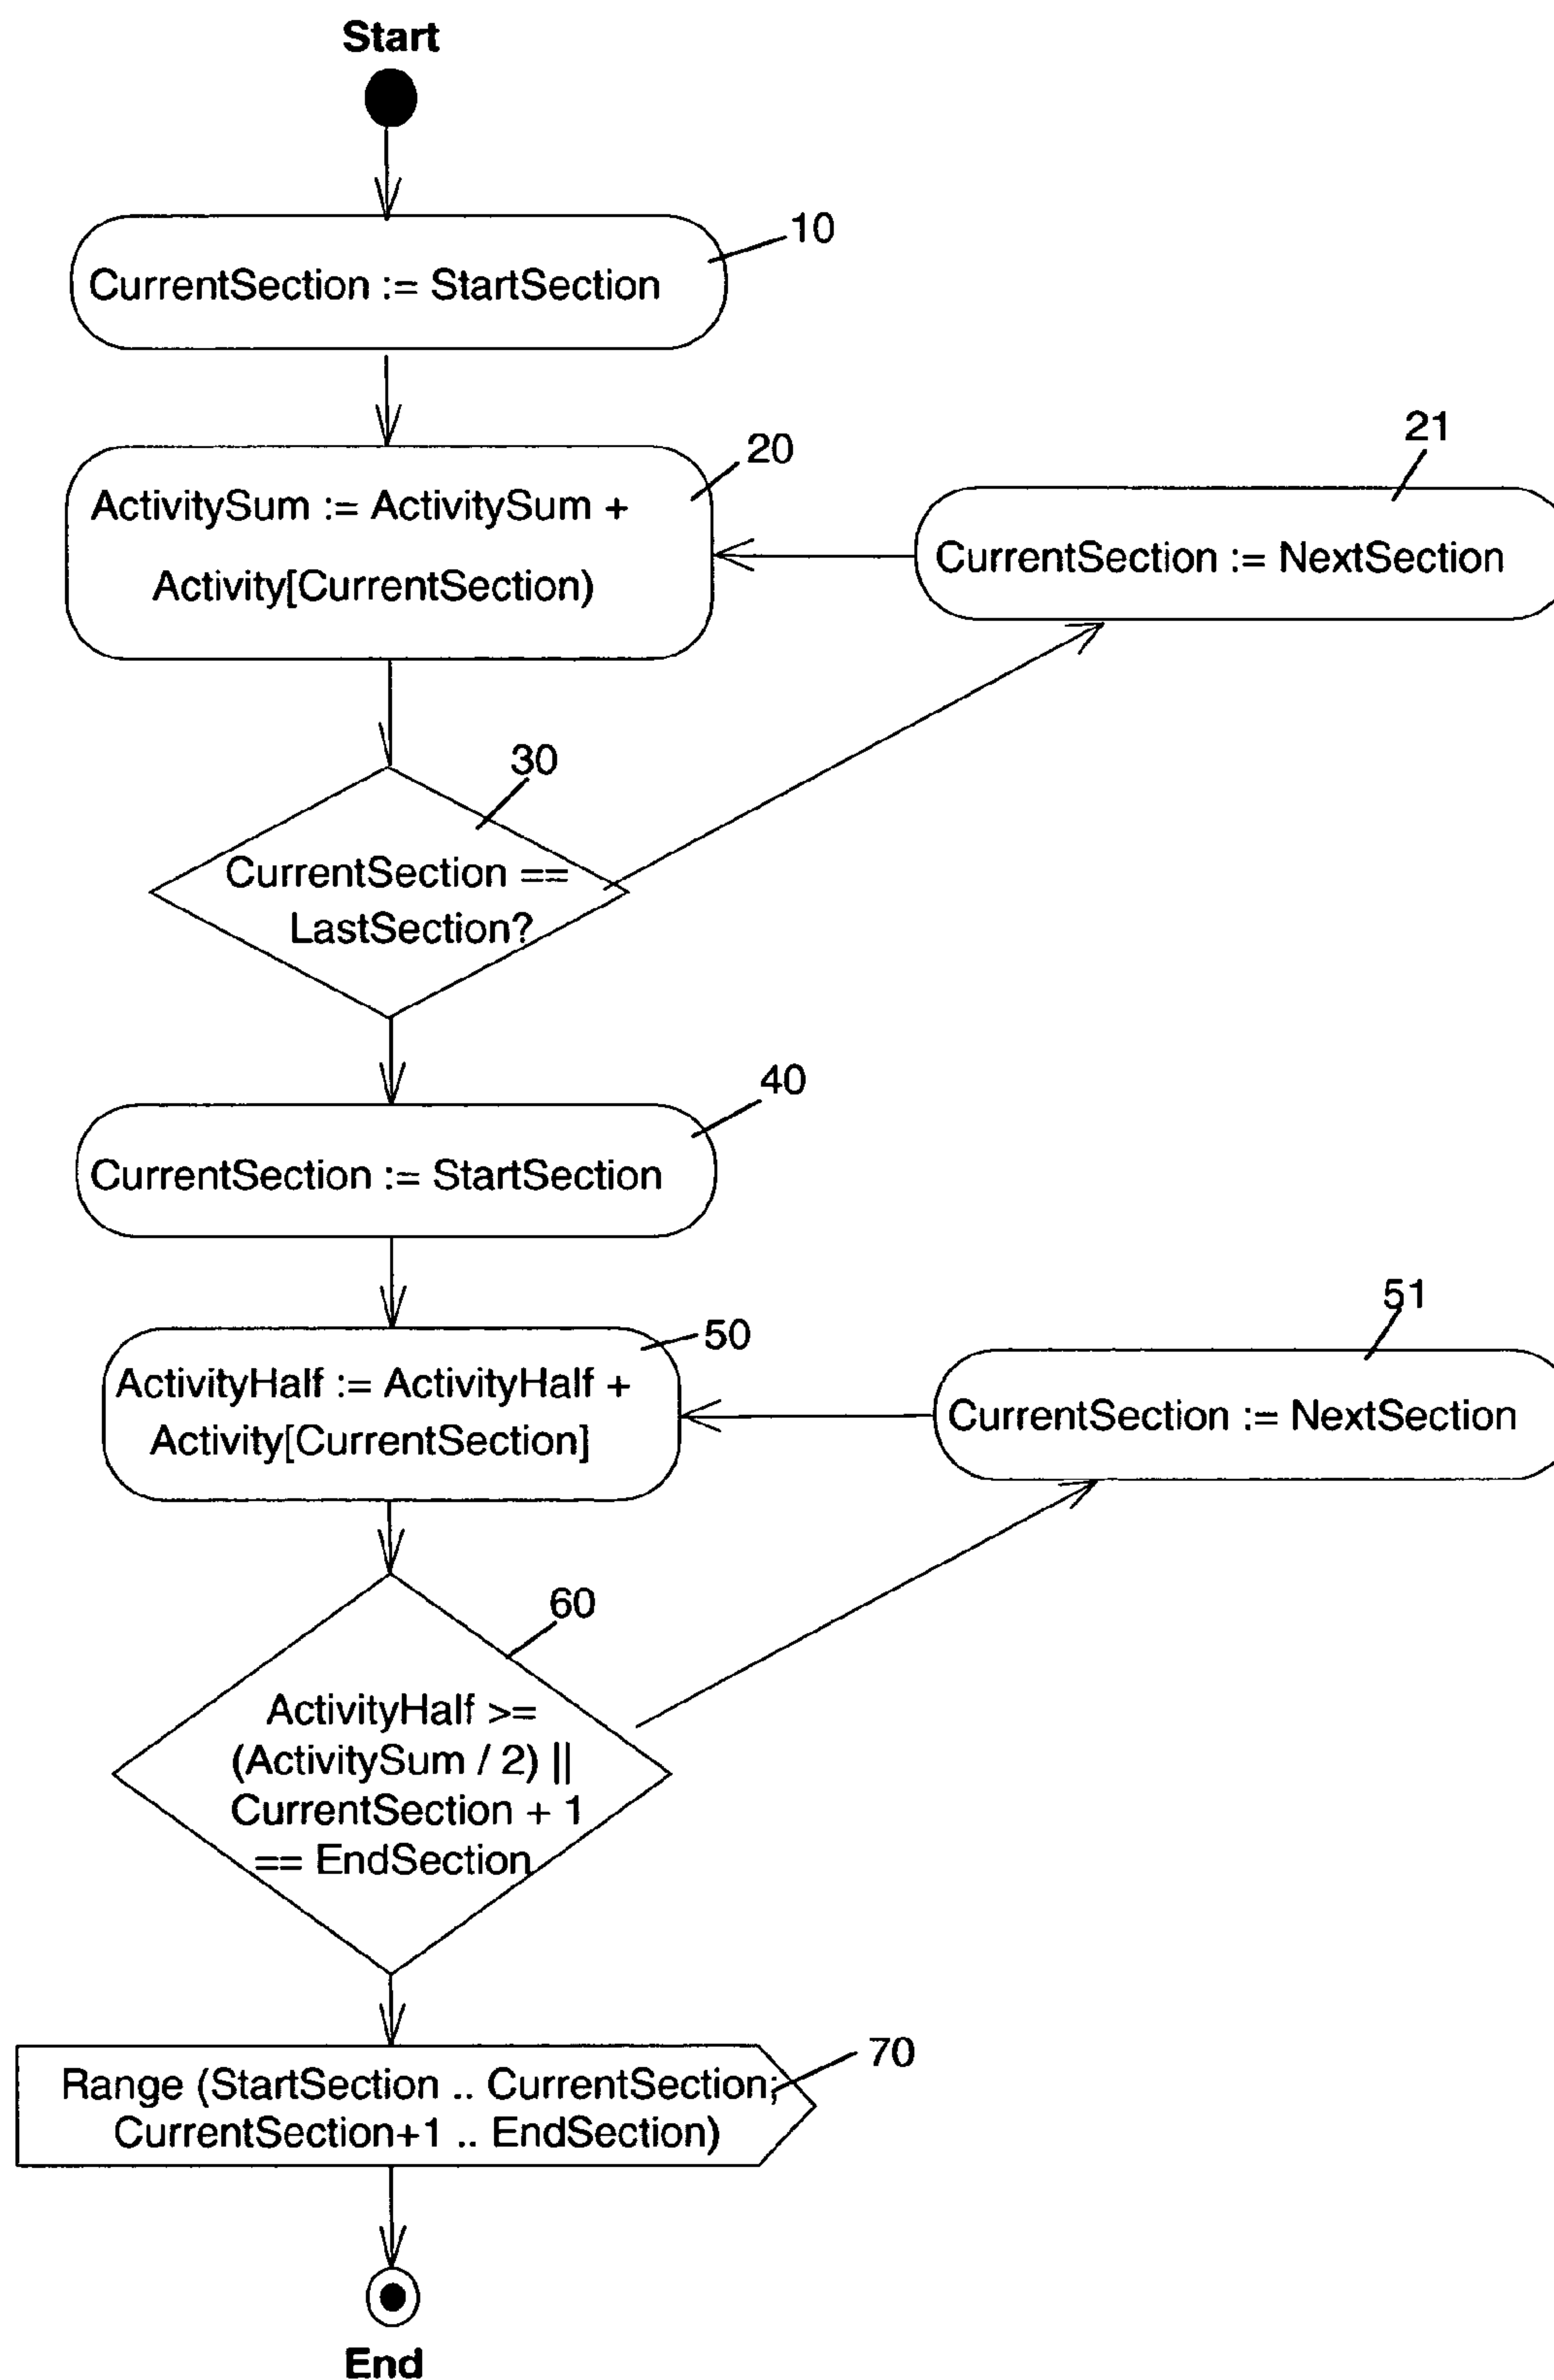 Start
10
CurrentSection := StartSection
20
ActivitySum := ActivitySum +
Activity[CurrentSection)
21
CurrentSection := NextSection
30
CurrentSection ==
LastSection?
40
CurrentSection := StartSection
50
ActivityHalf := ActivityHalf +
Activity[CurrentSection]
51
CurrentSection := NextSection
60
ActivityHalf >=
(ActivitySum / 2) ||
CurrentSection + 1
== EndSection
70
Range (StartSection .. CurrentSection;
CurrentSection+1 .. EndSection)
End